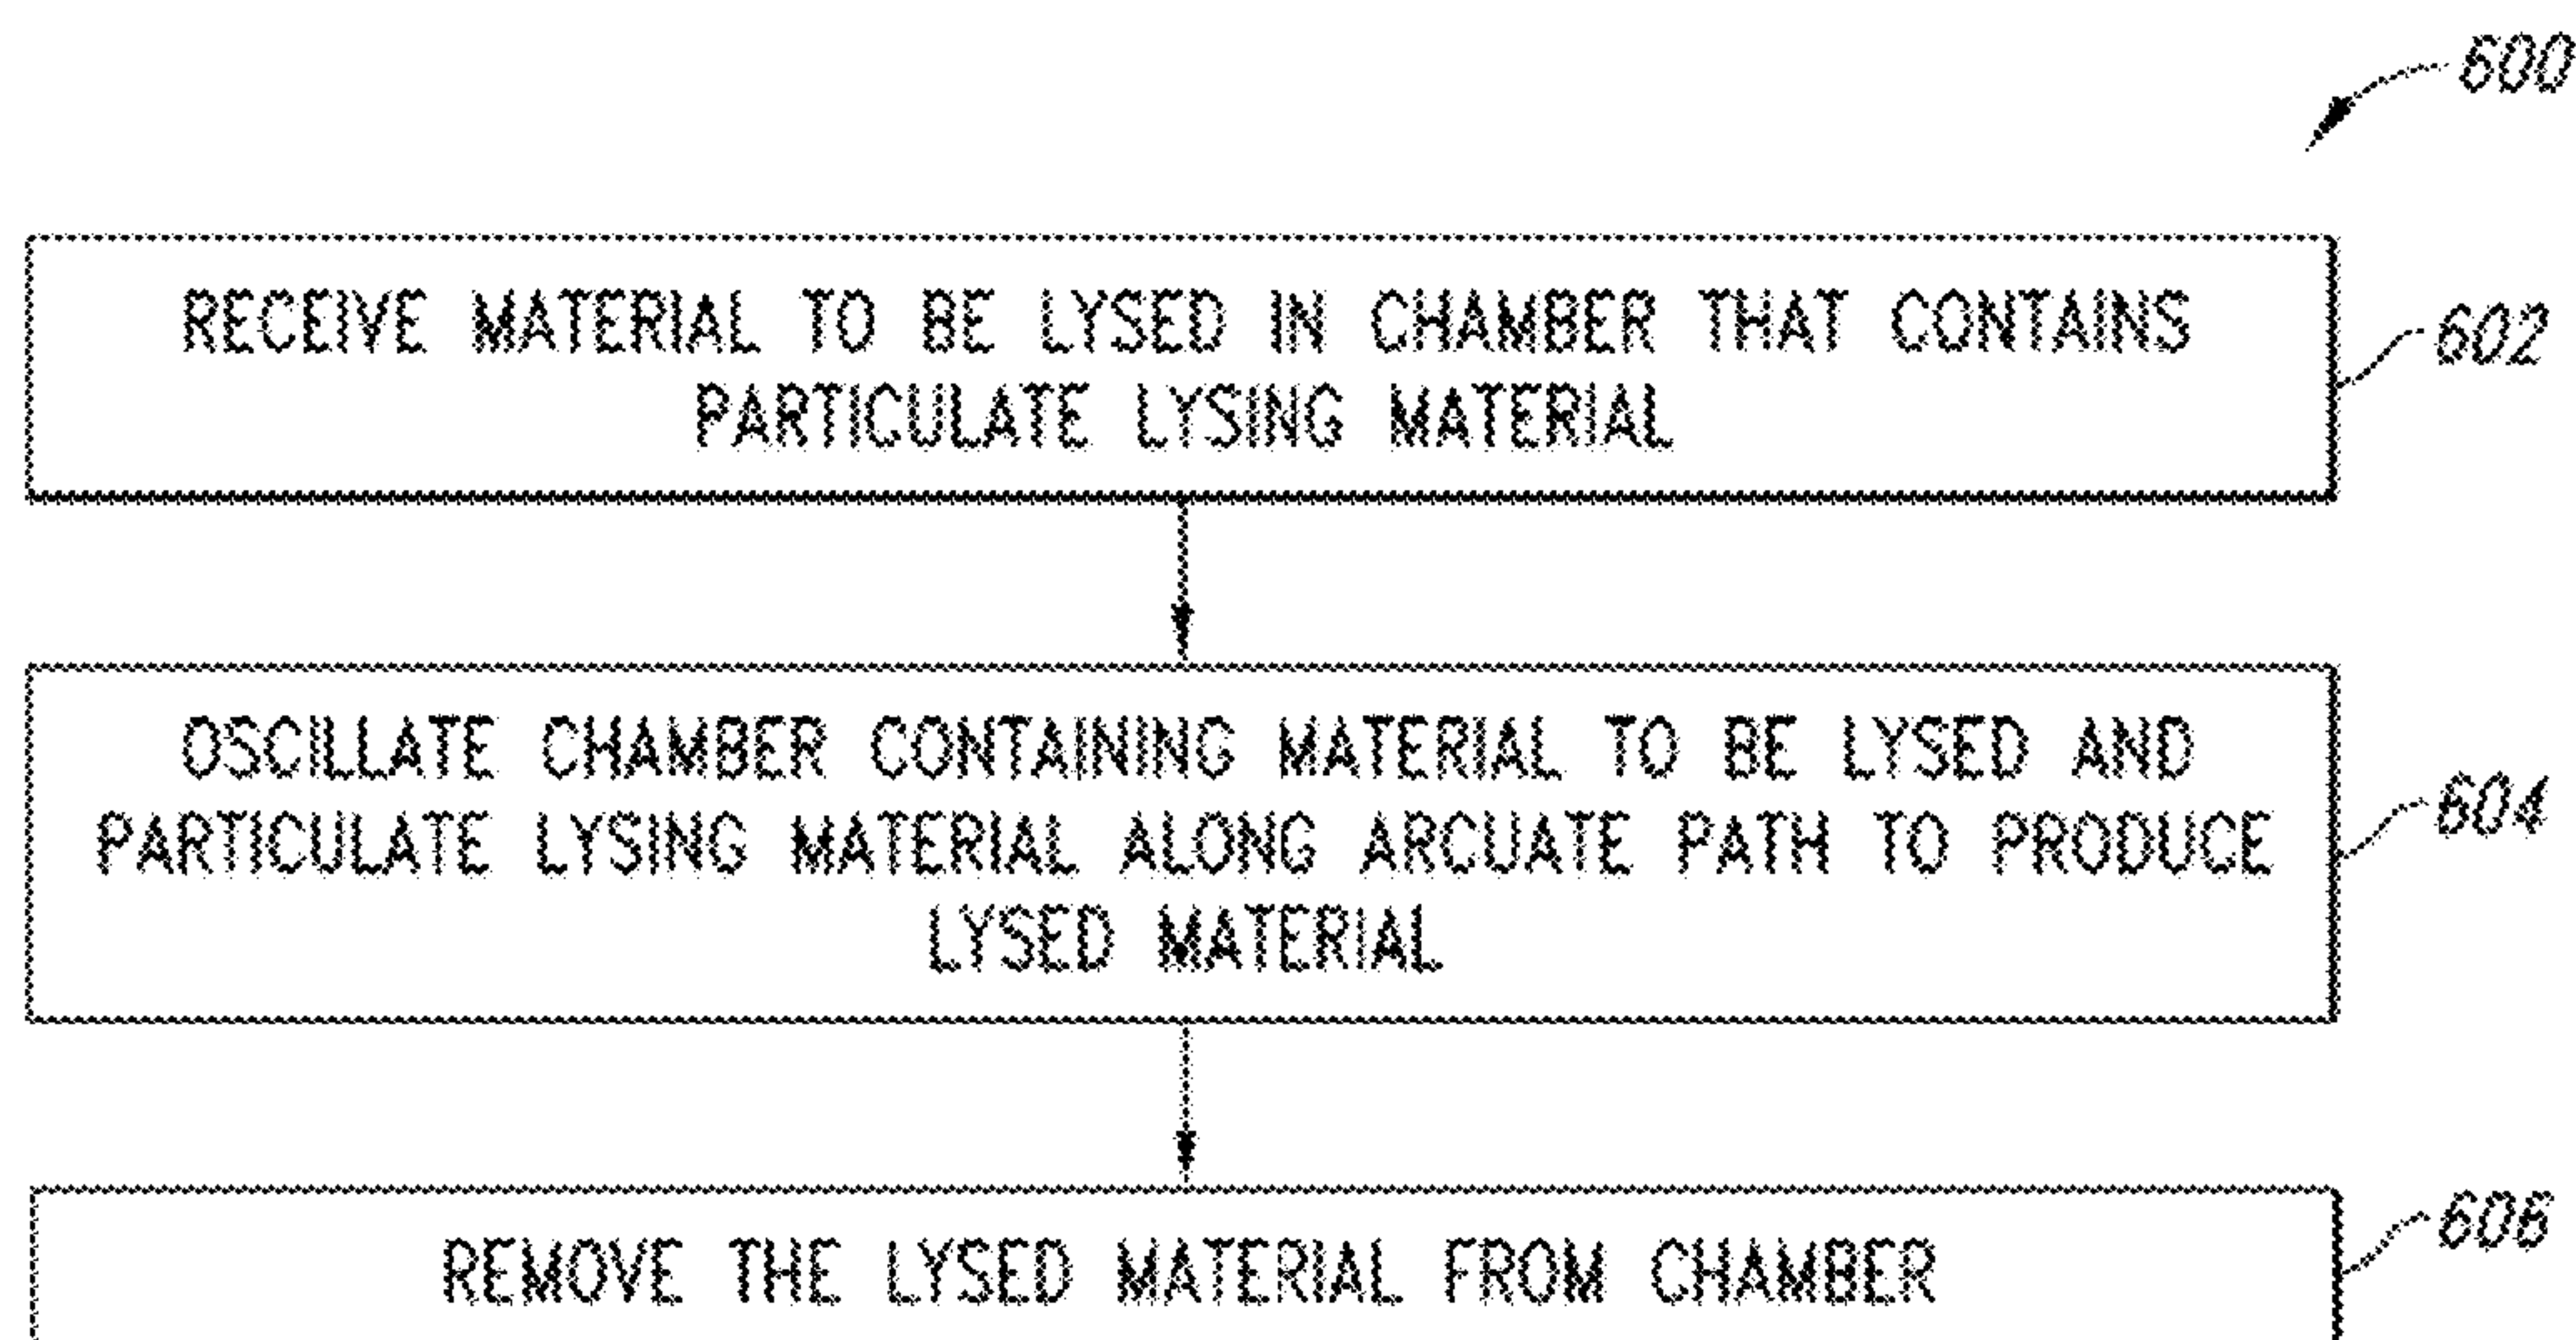 600
RECEIVE MATERIAL TO BE LYSED IN CHAMBER THAT CONTAINS
PARTICULATE LYSING MATERIAL
602
OSCILLATE CHAMBER CONTAINING MATERIAL TO BE LYSED AND
PARTICULATE LYSING MATERIAL ALONG ARCUATE PATH TO PRODUCE
LYSED MATERIAL
604
REMOVE THE LYSED MATERIAL FROM CHAMBER
606